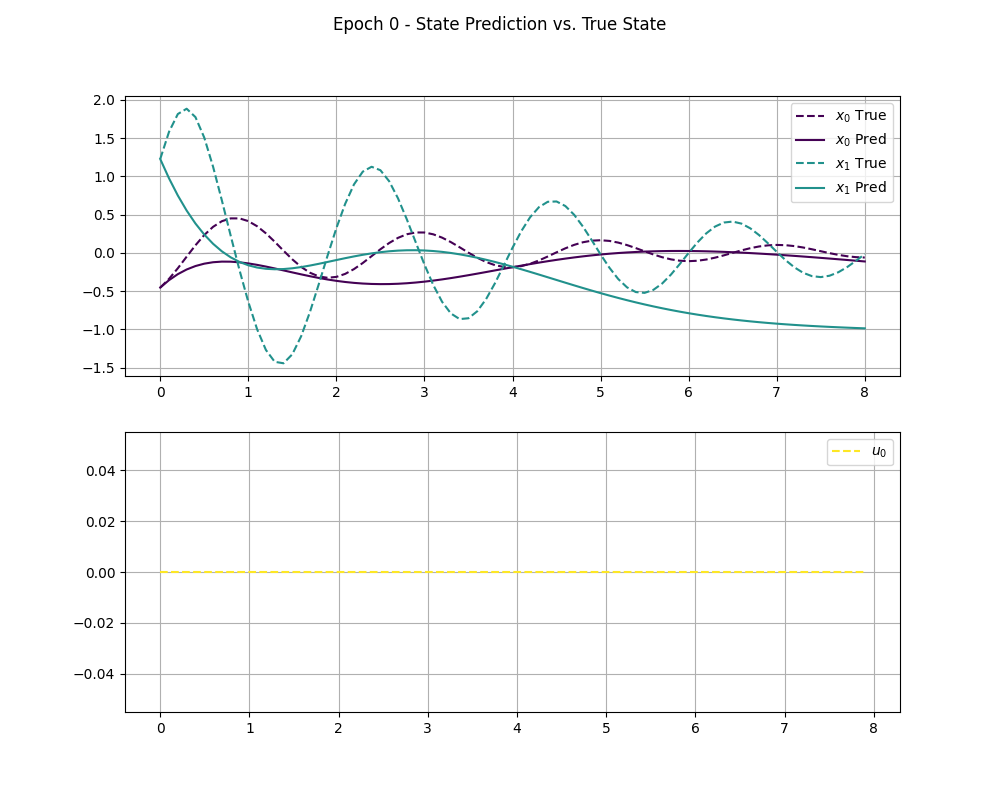 Epoch 0 - State Prediction vs. True State
2.0
1.5
1.0
0.5
0.0
−0.5
−1.0
−1.5
x₀ True
x₀ Pred
x₁ True
x₁ Pred
0 1 2 3 4 5 6 7 8
0.04
0.02
0.00
−0.02
−0.04
u₀
0 1 2 3 4 5 6 7 8